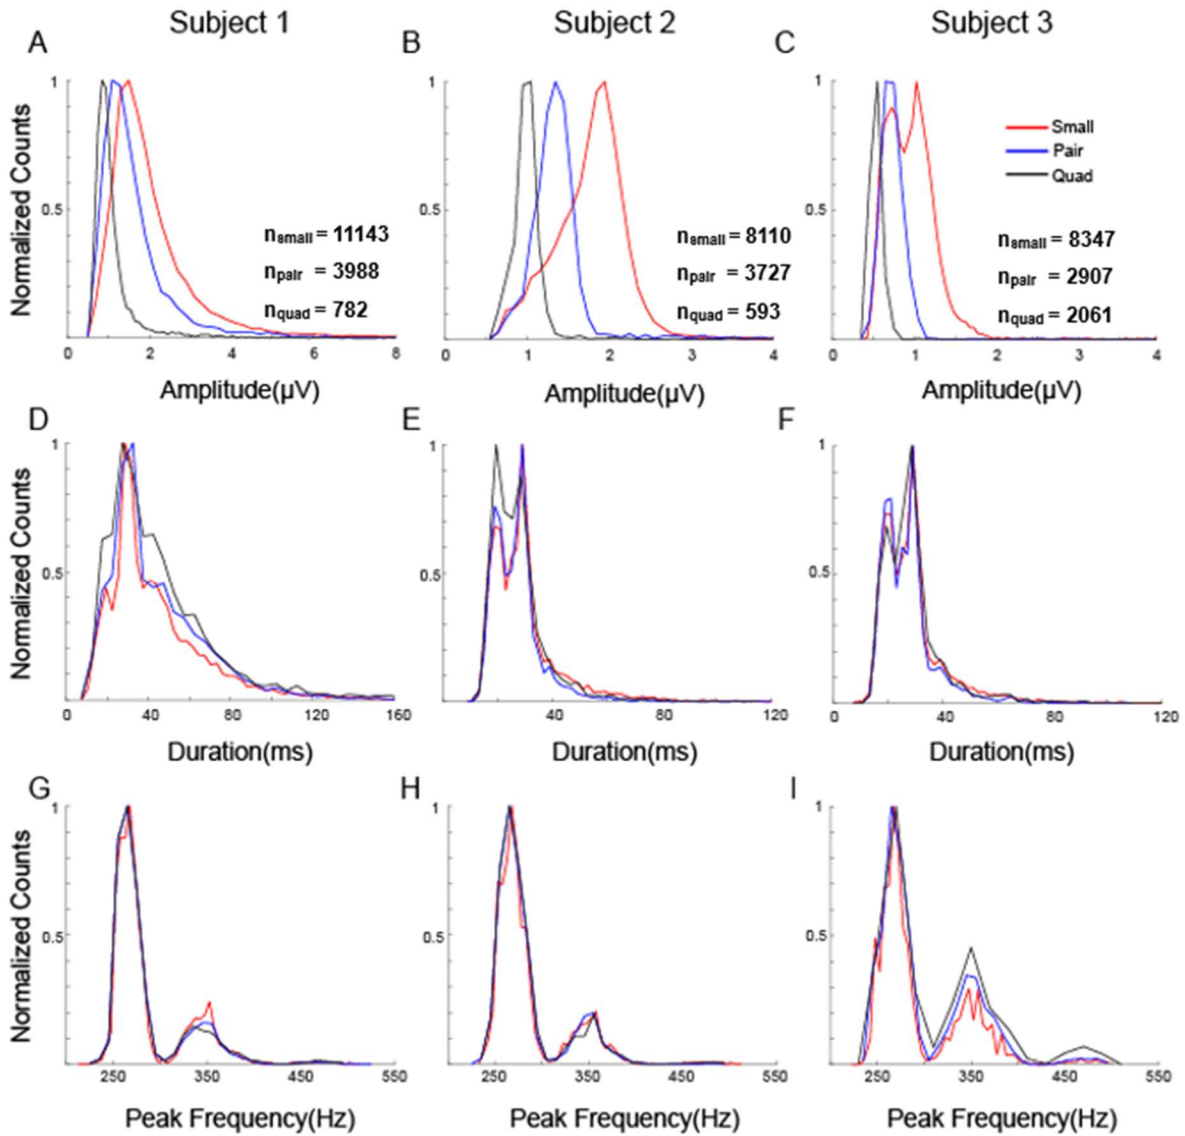 Subject 1 Subject 2 Subject 3
A B C
Normalized Counts
1 1 1
0.5 0.5 0.5
Small
Pair
Quad
nsmall = 11143 nsmall = 8110 nsmall = 8347
npair = 3988 npair = 3727 npair = 2907
nquad = 782 nquad = 593 nquad = 2061
0 2 4 6 8 0 1 2 3 4 0 1 2 3 4
Amplitude(µV) Amplitude(µV) Amplitude(µV)
D E F
Normalized Counts
1 1 1
0.5 0.5 0.5
0 40 80 120 160 0 40 80 120 0 40 80 120
Duration(ms) Duration(ms) Duration(ms)
G H I
Normalized Counts
1 1 1
0.5 0.5 0.5
250 350 450 550 250 350 450 550 250 350 450 550
Peak Frequency(Hz) Peak Frequency(Hz) Peak Frequency(Hz)